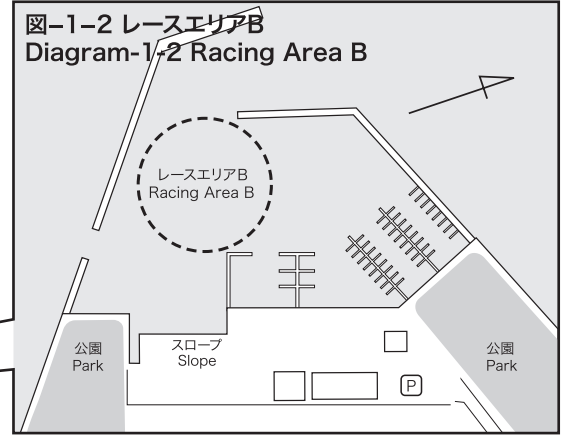 図−1−2 レースエリアB
Diagram-1-2 Racing Area B
レースエリアB
Racing Area B
スロープ
Slope
公園
Park
公園
Park
P